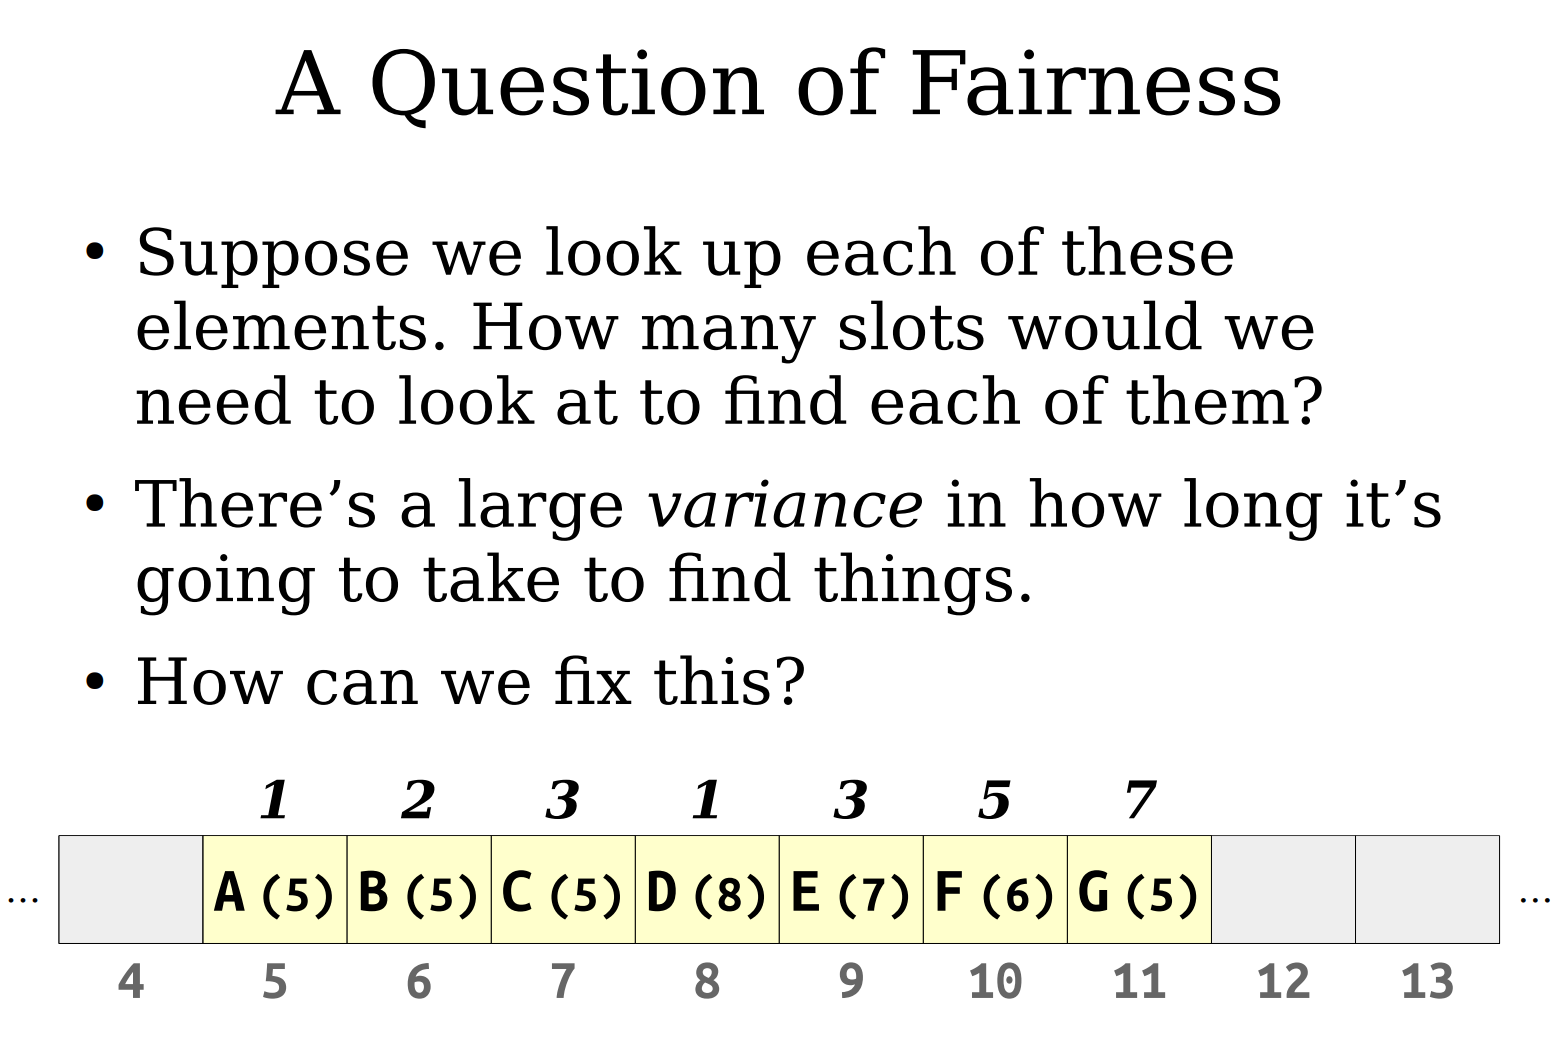 A Question of Fairness
• Suppose we look up each of these
elements. How many slots would we
need to look at to find each of them?
• There’s a large variance in how long it’s
going to take to find things.
• How can we fix this?
1 2 3 1 3 5 7
… A (5) B (5) C (5) D (8) E (7) F (6) G (5) …
4 5 6 7 8 9 10 11 12 13